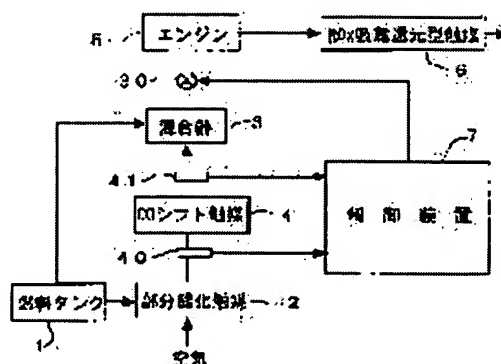 5 エンジン NOx吸蔵還元型触媒
6
30
混合器 3
7
41
COシフト触媒 4
制御装置
40
燃料タンク 部分酸化触媒 2
1
空気